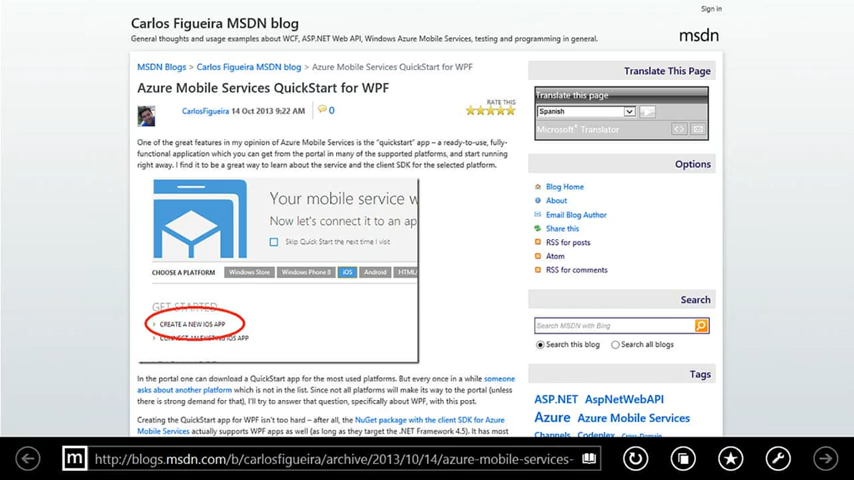 Sign in
Carlos Figueira MSDN blog
General thoughts and usage examples about WCF, ASP.NET Web API, Windows Azure Mobile Services, testing and programming in general.
msdn
MSDN Blogs > Carlos Figueira MSDN blog > Azure Mobile Services QuickStart for WPF
Azure Mobile Services QuickStart for WPF
CarlosFigueira 14 Oct 2013 9:22 AM 0
RATE THIS
One of the great features in my opinion of Azure Mobile Services is the "quickstart" app – a ready-to-use, fully-
functional application which you can get from the portal in many of the supported platforms, and start running
right away. I find it to be a great way to learn about the service and the client SDK for the selected platform.
Your mobile service w
Now let's connect it to an ap
Skip Quick Start the next time I visit
CHOOSE A PLATFORM Windows Store Windows Phone 8 iOS Android HTML/
GET STARTED
CREATE A NEW IOS APP
CONNECT AN EXISTING IOS APP
In the portal one can download a QuickStart app for the most used platforms. But every once in a while someone
asks about another platform which is not in the list. Since not all platforms will make its way to the portal (unless
there is strong demand for that), I'll try to answer that question, specifically about WPF, with this post.
Creating the QuickStart for WPF isn't too hard – after all, the NuGet package with the client SDK for Azure
Mobile Services actually supports WPF apps as well (as long as they target the .NET Framework 4.5). It has most
Translate This Page
Translate this page
Spanish
Microsoft® Translator
Options
Blog Home
About
Email Blog Author
Share this
RSS for posts
Atom
RSS for comments
Search
Search MSDN with Bing
Search this blog Search all blogs
Tags
ASP.NET AspNetWebAPI
Azure Azure Mobile Services
Channels Codeplex Cross-Domain
m http://blogs.msdn.com/b/carlosfigueira/archive/2013/10/14/azure-mobile-services-